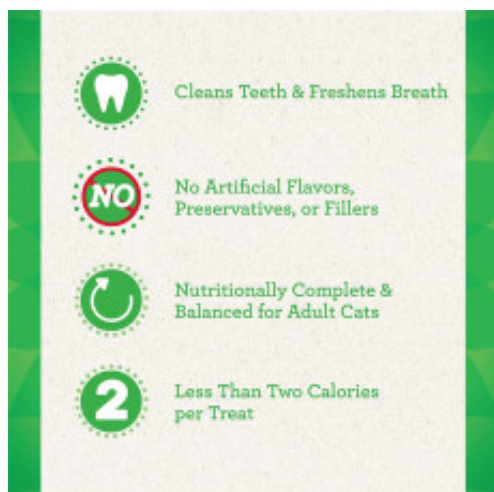 Cleans Teeth & Freshens Breath
NO
No Artificial Flavors,
Preservatives, or Fillers
Nutritionally Complete &
Balanced for Adult Cats
2
Less Than Two Calories
per Treat